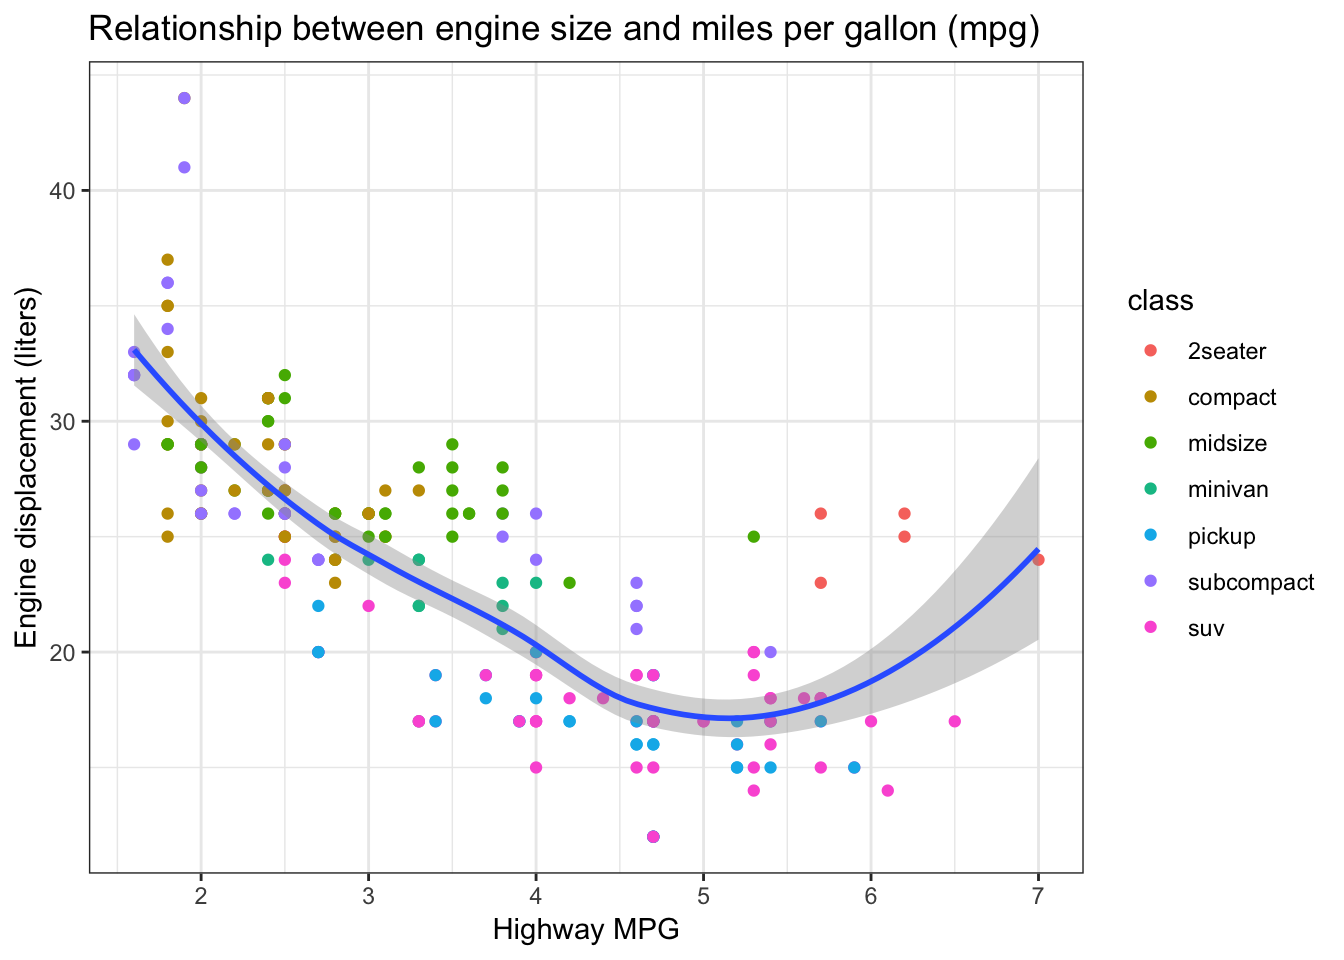 Relationship between engine size and miles per gallon (mpg)
Engine displacement (liters)
40
30
20
2 3 4 5 6 7
Highway MPG
class
2seater
compact
midsize
minivan
pickup
subcompact
suv